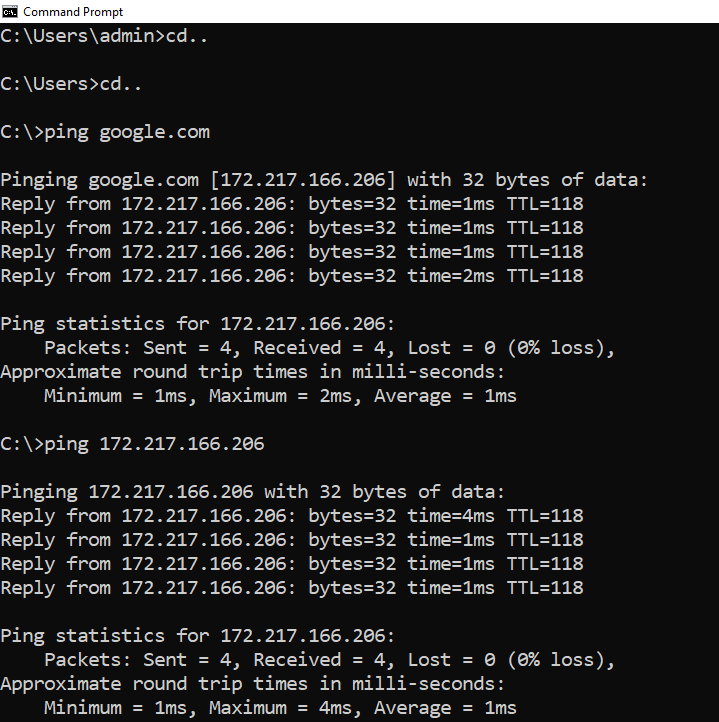 Command Prompt
C:\Users\admin>cd..
C:\Users>cd..
C:\>ping google.com
Pinging google.com [172.217.166.206] with 32 bytes of data:
Reply from 172.217.166.206: bytes=32 time=1ms TTL=118
Reply from 172.217.166.206: bytes=32 time=1ms TTL=118
Reply from 172.217.166.206: bytes=32 time=1ms TTL=118
Reply from 172.217.166.206: bytes=32 time=2ms TTL=118
Ping statistics for 172.217.166.206:
    Packets: Sent = 4, Received = 4, Lost = 0 (0% loss),
Approximate round trip times in milli-seconds:
    Minimum = 1ms, Maximum = 2ms, Average = 1ms
C:\>ping 172.217.166.206
Pinging 172.217.166.206 with 32 bytes of data:
Reply from 172.217.166.206: bytes=32 time=4ms TTL=118
Reply from 172.217.166.206: bytes=32 time=1ms TTL=118
Reply from 172.217.166.206: bytes=32 time=1ms TTL=118
Reply from 172.217.166.206: bytes=32 time=1ms TTL=118
Ping statistics for 172.217.166.206:
    Packets: Sent = 4, Received = 4, Lost = 0 (0% loss),
Approximate round trip times in milli-seconds:
    Minimum = 1ms, Maximum = 4ms, Average = 1ms